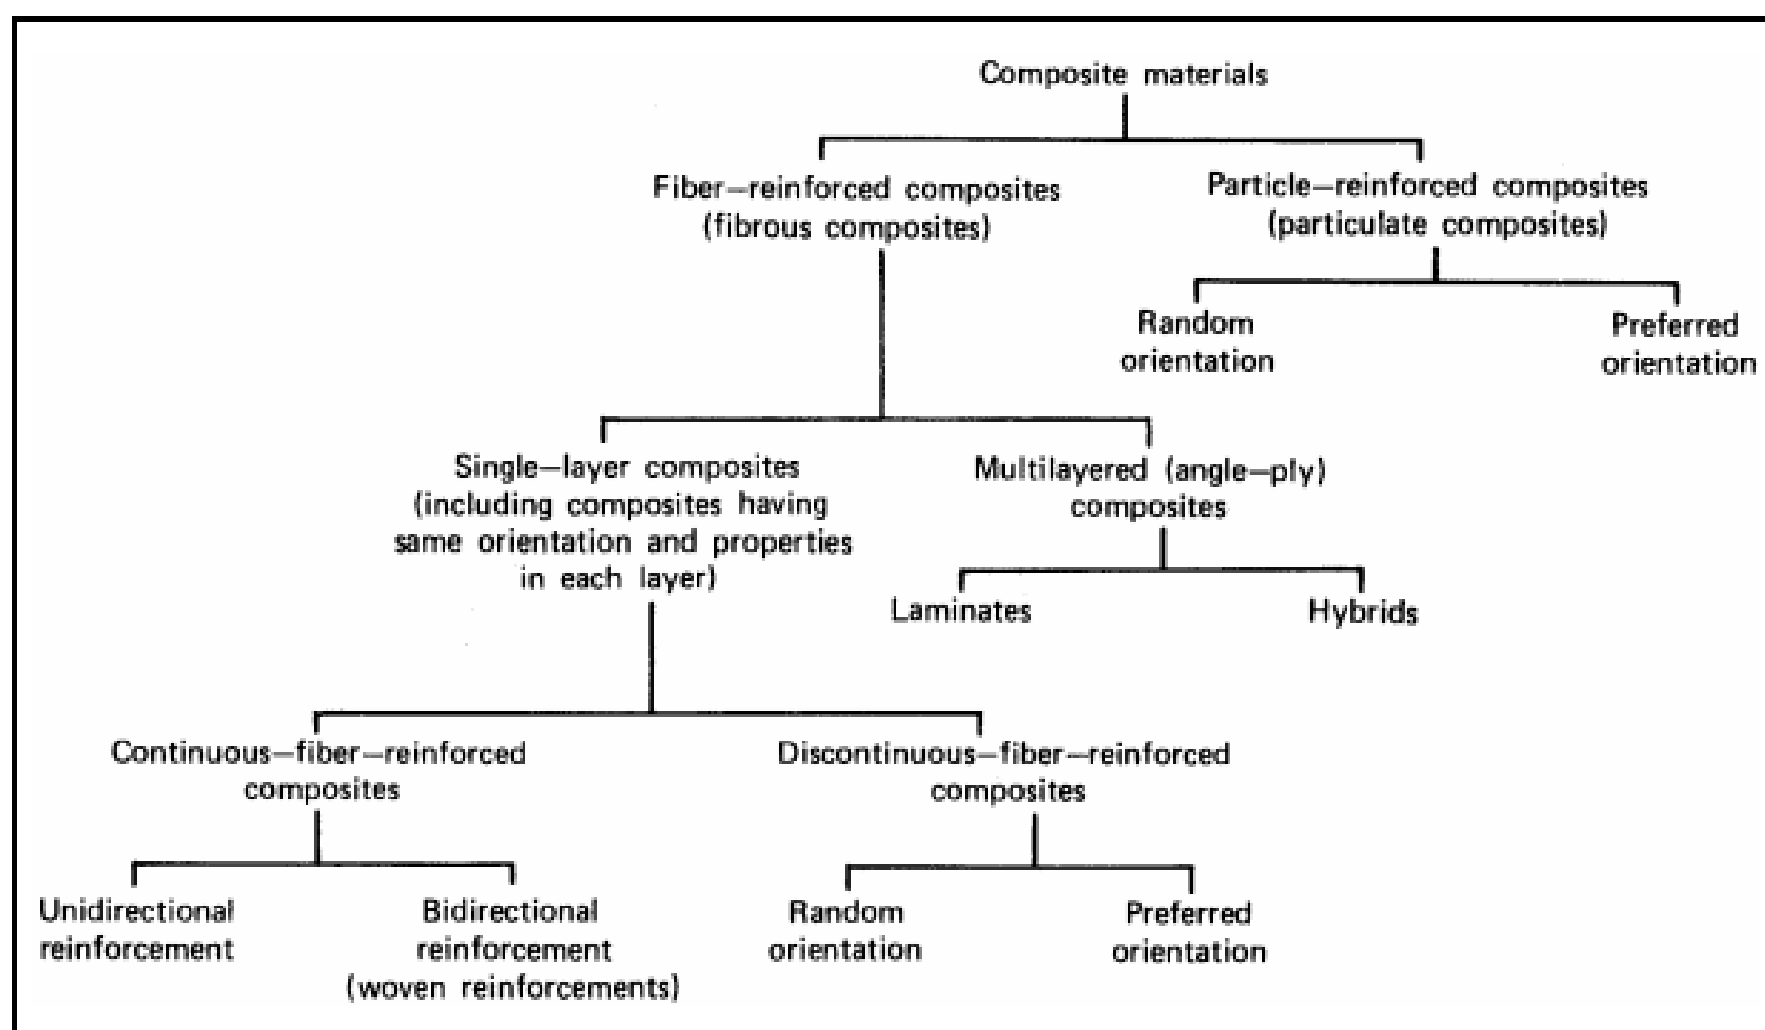 Composite materials
Fiber—reinforced composites
(fibrous composites)
Particle—reinforced composites
(particulate composites)
Random
orientation
Preferred
orientation
Single—layer composites
(including composites having
same orientation and properties
in each layer)
Multilayered (angle—ply)
composites
Laminates
Hybrids
Continuous—fiber—reinforced
composites
Discontinuous—fiber—reinforced
composites
Unidirectional
reinforcement
Bidirectional
reinforcement
(woven reinforcements)
Random
orientation
Preferred
orientation